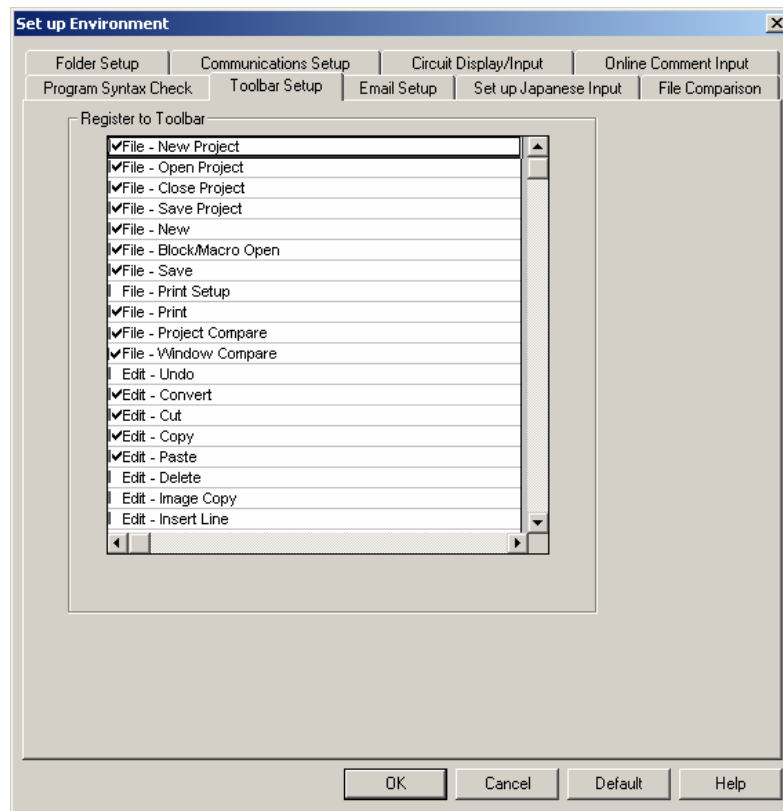 Set up Environment
Folder Setup Communications Setup Circuit Display/Input Online Comment Input
Program Syntax Check Toolbar Setup Email Setup Set up Japanese Input File Comparison
Register to Toolbar
File - New Project
File - Open Project
File - Close Project
File - Save Project
File - New
File - Block/Macro Open
File - Save
File - Print Setup
File - Print
File - Project Compare
File - Window Compare
Edit - Undo
Edit - Convert
Edit - Cut
Edit - Copy
Edit - Paste
Edit - Delete
Edit - Image Copy
Edit - Insert Line
OK Cancel Default Help